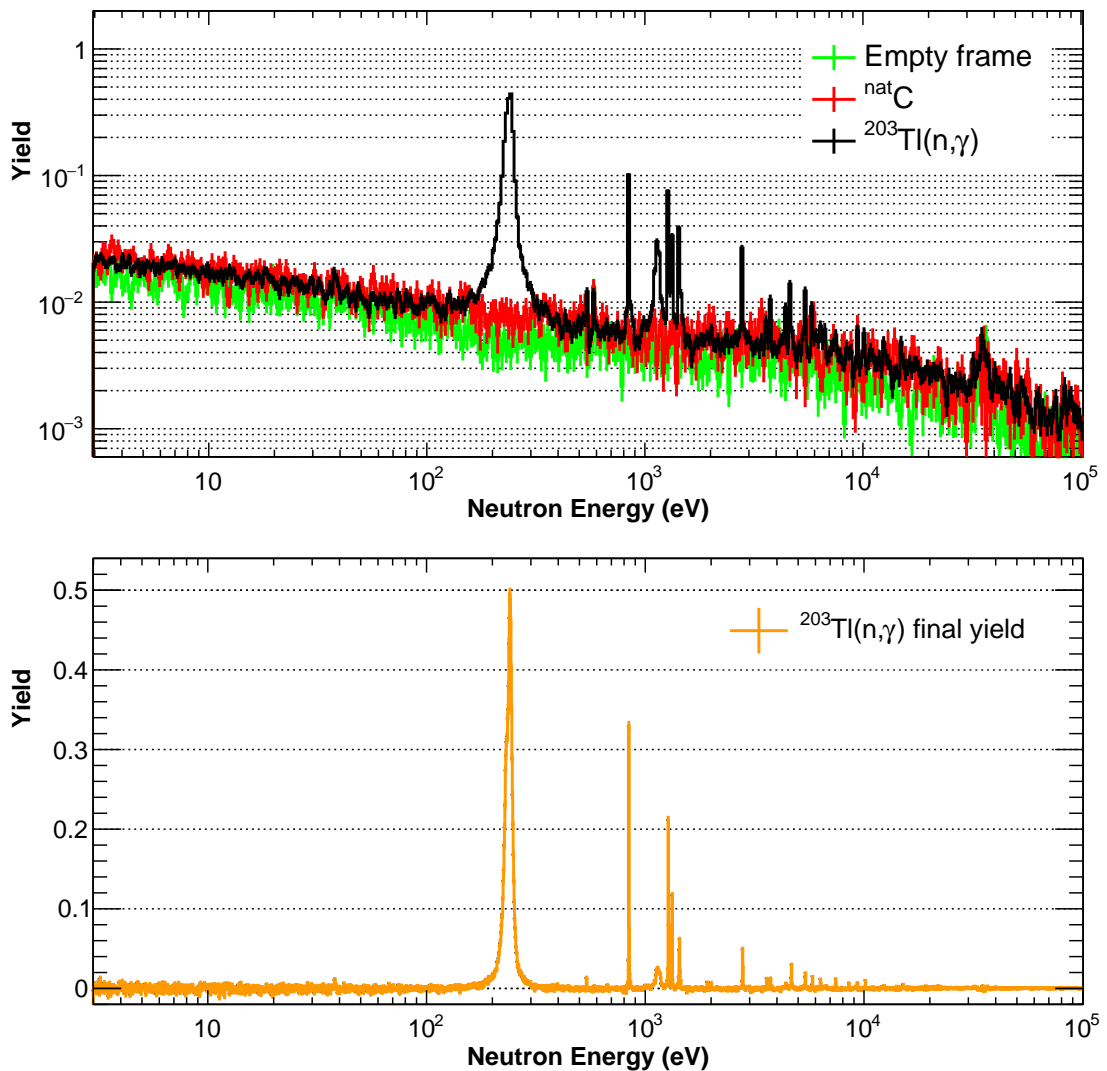 1
10⁻¹
10⁻²
10⁻³
Yield
Empty frame
ⁿᵃᵗC
²⁰³Tl(n,γ)
10 10² 10³ 10⁴ 10⁵
Neutron Energy (eV)
0.5
0.4
0.3
0.2
0.1
0
Yield
²⁰³Tl(n,γ) final yield
10 10² 10³ 10⁴ 10⁵
Neutron Energy (eV)